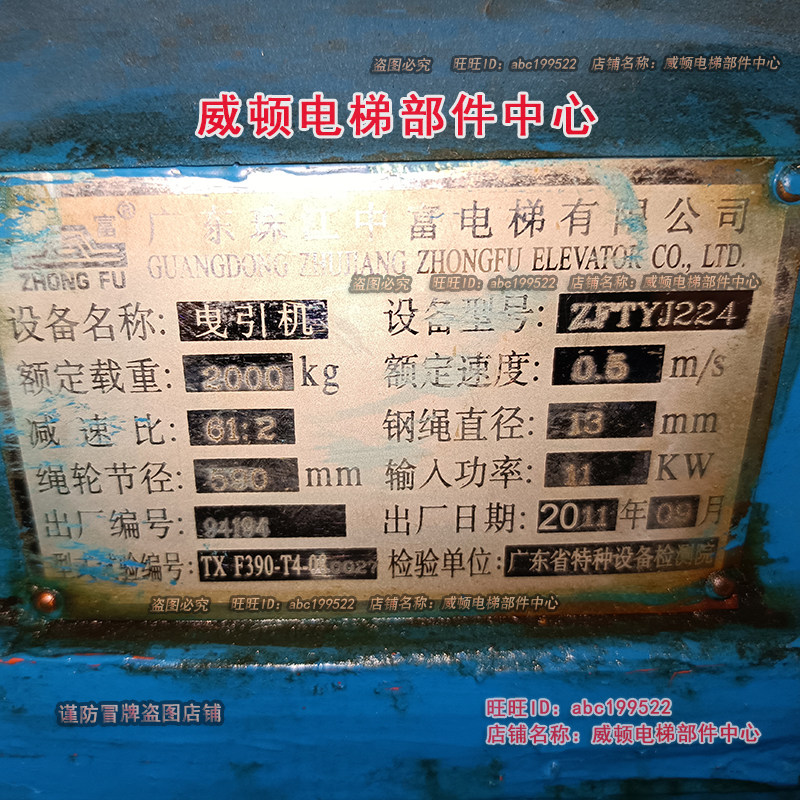 盗图必究 旺旺ID：abc199522 店铺名称：威顿电梯部件中心
威顿电梯部件中心
富®
ZHONG FU
广东珠江中富电梯有限公司
GUANGDONG ZHUJIANG ZHONGFU ELEVATOR CO., LTD.
盗图必究 旺旺ID：abc199522 店铺名称：威顿电梯部件中心
设备名称: 曳引机 设备型号: ZFTYJ224
额定载重: 2000 kg 额定速度: 0.5 m/s
减速比: 61:2 钢绳直径: 13 mm
绳轮节径: 590 mm 输入功率: 11 KW
出厂编号: 94194 出厂日期: 2011年09月
验编号: TX F390-T4-0 检验单位: 广东省特种设备检测院
盗图必究 旺旺ID：abc199522 店铺名称：威顿电梯部件中心
谨防冒牌盗图店铺
旺旺ID：abc199522
店铺名称：威顿电梯部件中心